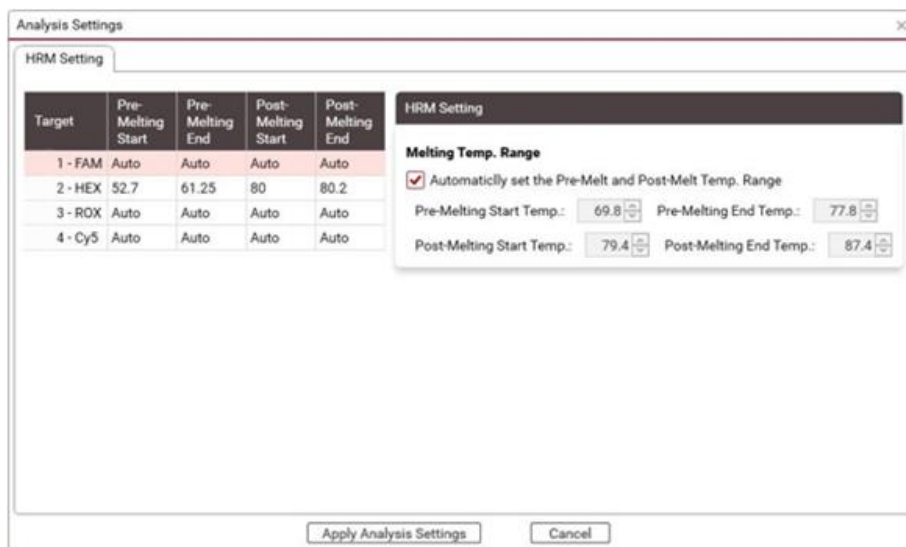 Analysis Settings
HRM Setting
Target Pre-Melting Start Pre-Melting End Post-Melting Start Post-Melting End
1 - FAM Auto Auto Auto Auto
2 - HEX 52.7 61.25 80 80.2
3 - ROX Auto Auto Auto Auto
4 - Cy5 Auto Auto Auto Auto
HRM Setting
Melting Temp. Range
Automaticlly set the Pre-Melt and Post-Melt Temp. Range
Pre-Melting Start Temp.: 69.8 Pre-Melting End Temp.: 77.8
Post-Melting Start Temp.: 79.4 Post-Melting End Temp.: 87.4
Apply Analysis Settings Cancel